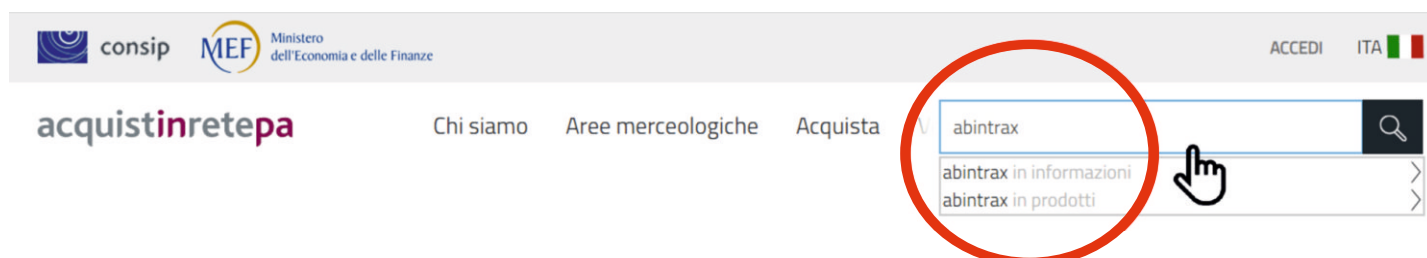 consip MEF Ministero dell'Economia e delle Finanze ACCEDI ITA
acquistinretepa Chi siamo Aree merceologiche Acquista V abintrax
abintrax in informazioni
abintrax in prodotti